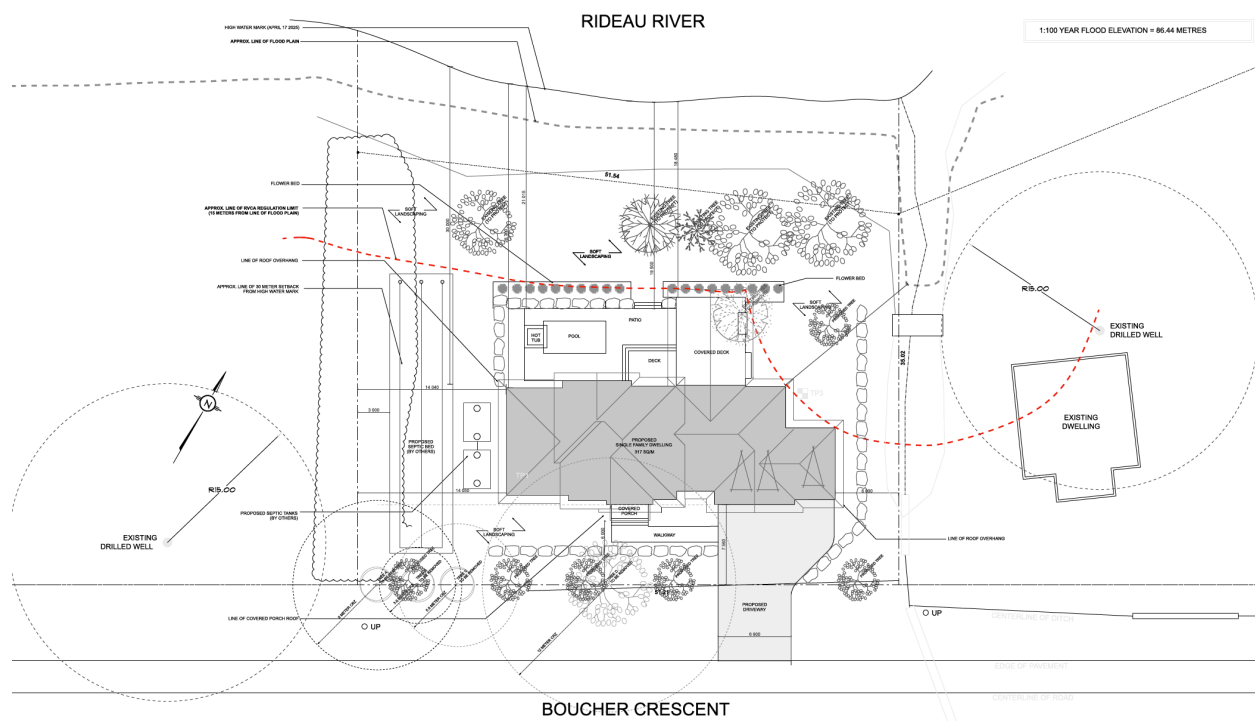 RIDEAU RIVER
1:100 YEAR FLOOD ELEVATION = 86.44 METRES
HIGH WATER MARK (APRIL 17 2025)
APPROX. LINE OF FLOOD PLAIN
FLOWER BED
APPROX. LINE OF RVCA REGULATION LIMIT
(15 METERS FROM LINE OF FLOOD PLAIN)
LINE OF ROOF OVERHANG
APPROX. LINE OF 30 METER SETBACK
FROM HIGH WATER MARK
SOFT
LANDSCAPING
51.54
SOFT
LANDSCAPING
FLOWER BED
SOFT
LANDSCAPING
R15.00
EXISTING
DRILLED WELL
EXISTING
DWELLING
35.02
PATIO
HOT
TUB
POOL
DECK
COVERED DECK
14 040
3 000
N
PROPOSED
SEPTIC BED
(BY OTHERS)
PROPOSED
SINGLE FAMILY DWELLING
317 SQ/M
TP3
R15.00
EXISTING
DRILLED WELL
PROPOSED SEPTIC TANKS
(BY OTHERS)
SOFT
LANDSCAPING
COVERED
PORCH
WALKWAY
LINE OF ROOF OVERHANG
PROPOSED
DRIVEWAY
LINE OF COVERED PORCH ROOF
UP
UP
CENTERLINE OF DITCH
EDGE OF PAVEMENT
CENTERLINE OF ROAD
BOUCHER CRESCENT